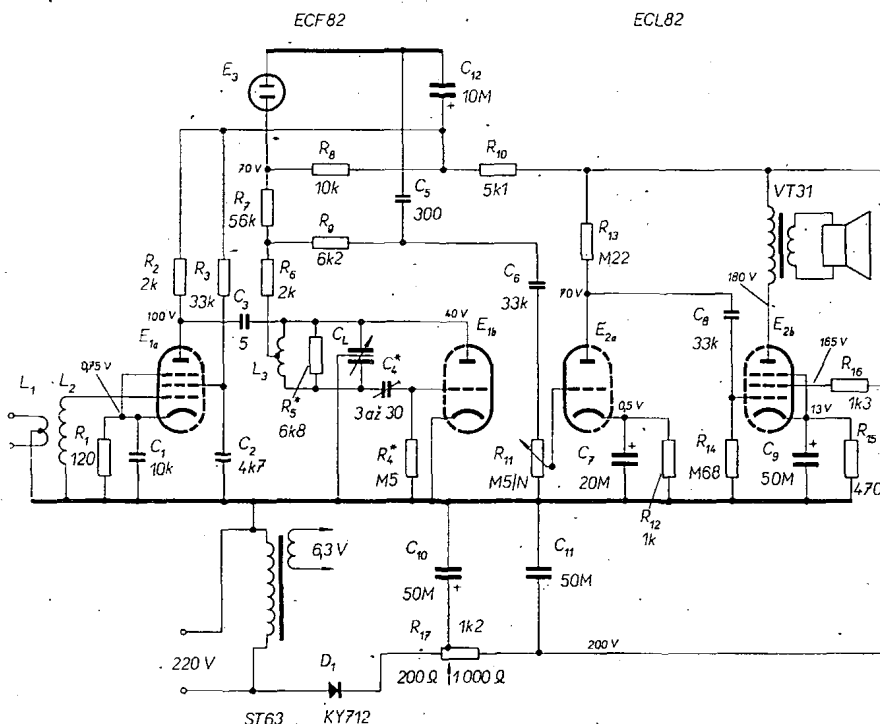 ECF82
ECL82
E3
C12
10M
+
R8
10k
70 V
R10
5k1
VT31
R7
56k
C5
300
R9
6k2
R13
M22
R2
2k
R3
33k
R6
2k
C6
33k
180 V
70 V
C3
5
100 V
40 V
E1a
E1b
E2a
C8
33k
E2b
165 V
R16
1k3
0,75 V
L1
L2
L3
CL
C4*
3 až 30
R5*
6k8
0,5 V
13 V
R1
120
C1
10k
C2
4k7
R4*
M5
R11
M5/N
C7
+
20M
R12
1k
R14
M68
C9
+
50M
R15
470
6,3 V
C10
50M
+
C11
50M
R17
1k2
200 V
220 V
D1
200 Ω
1 000 Ω
ST63
KY712